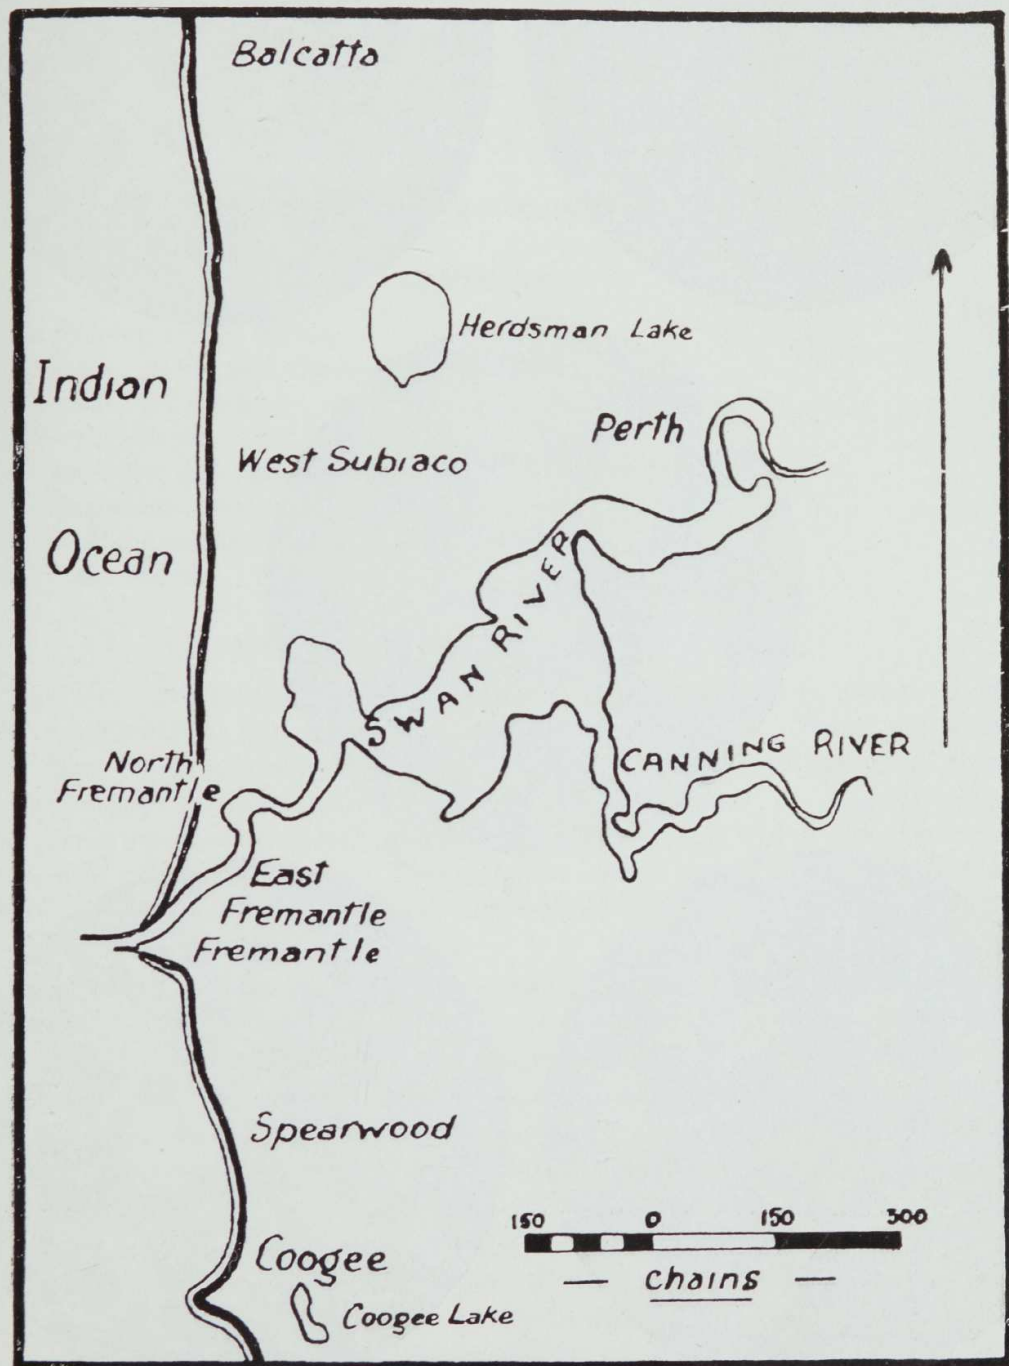 Balcatta
Herdsman Lake
Indian
Perth
West Subiaco
Ocean
SWAN RIVER
CANNING RIVER
North
Fremantle
East
Fremantle
Fremantle
Spearwood
150 0 150 300
Coogee
— chains —
Coogee Lake